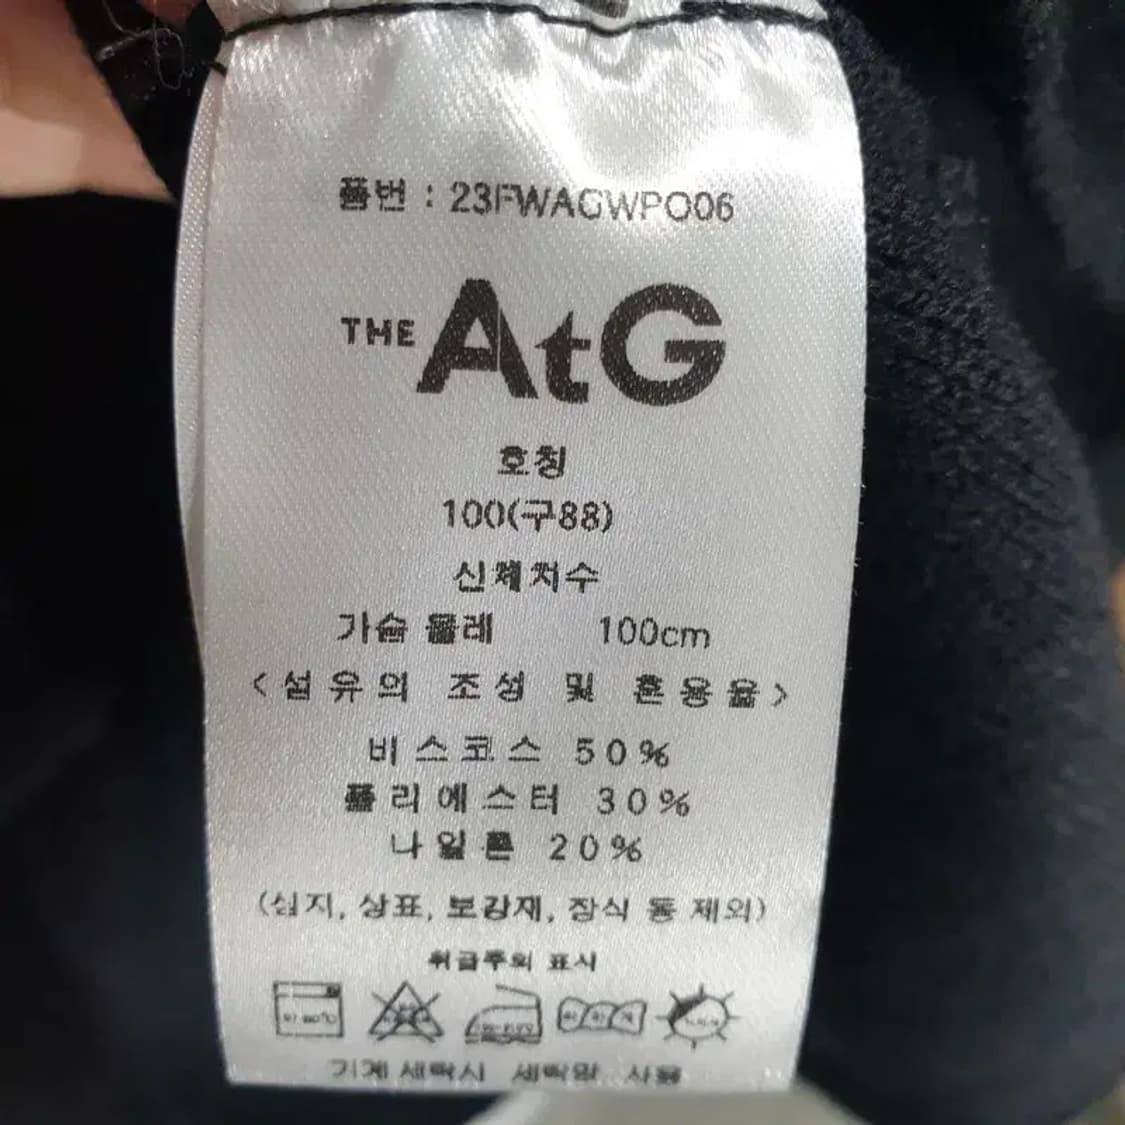 품번 : 23FWAGWPO06
THE AtG
호칭
100(구88)
신체치수
가슴 둘레 100cm
<섬유의 조성 및 혼용율>
비스코스 50%
폴리에스터 30%
나일론 20%
(심지, 상표, 보강재, 장식 등 제외)
취급주의 표시
기계 세탁시 세탁망 사용